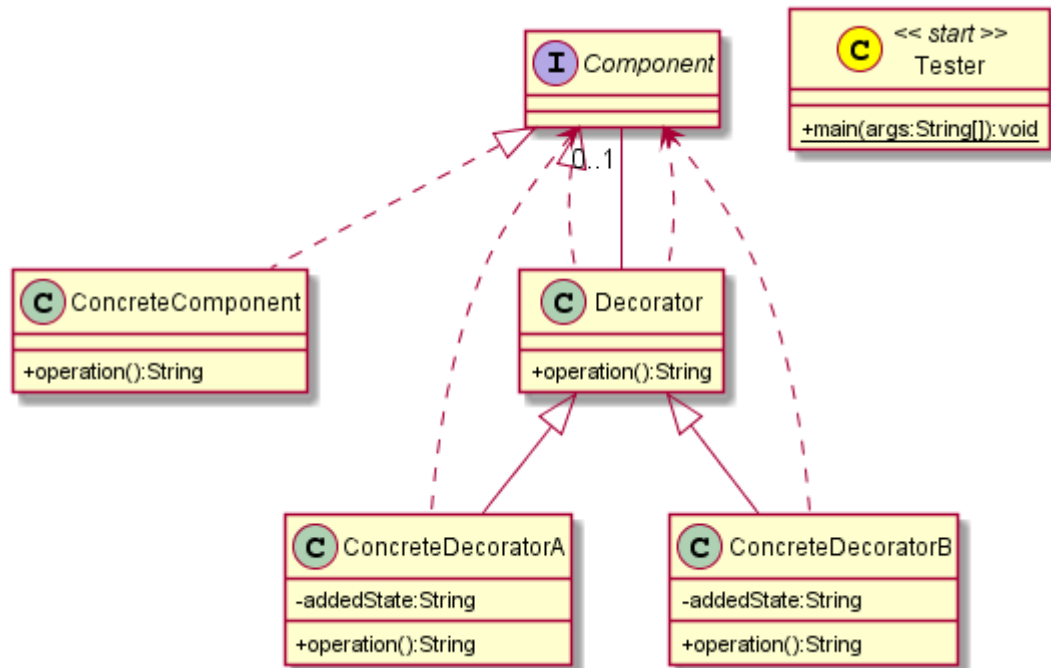 I Component
C << start >>
Tester
+main(args:String[]):void
0..1
C ConcreteComponent
+operation():String
C Decorator
+operation():String
C ConcreteDecoratorA
-addedState:String
+operation():String
C ConcreteDecoratorB
-addedState:String
+operation():String